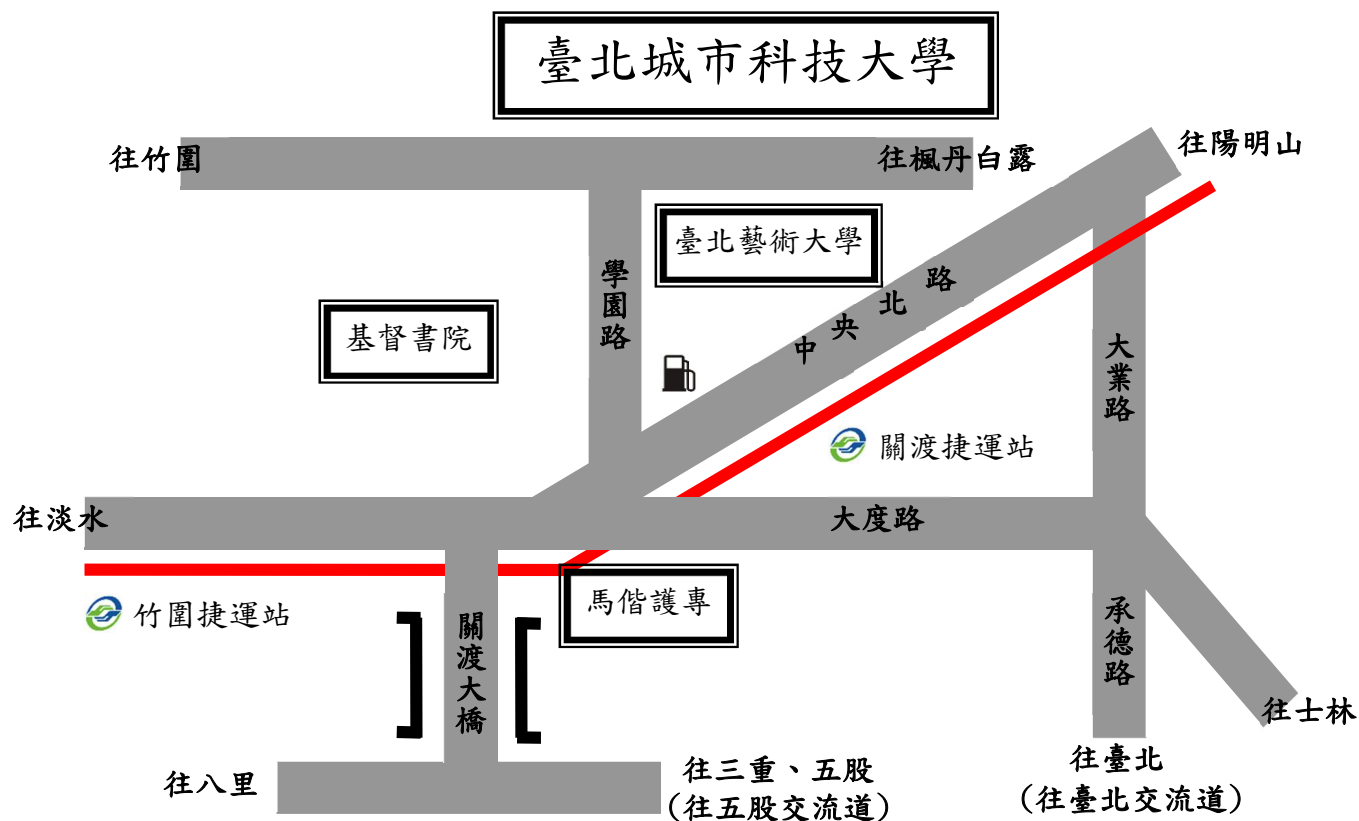 臺北城市科技大學
往竹圍
往楓丹白露
往陽明山
臺北藝術大學
學園路
基督書院
中央北路
大業路
關渡捷運站
往淡水
大度路
竹圍捷運站
關渡大橋
馬偕護專
承德路
往士林
往八里
往三重、五股
(往五股交流道)
往臺北
(往臺北交流道)